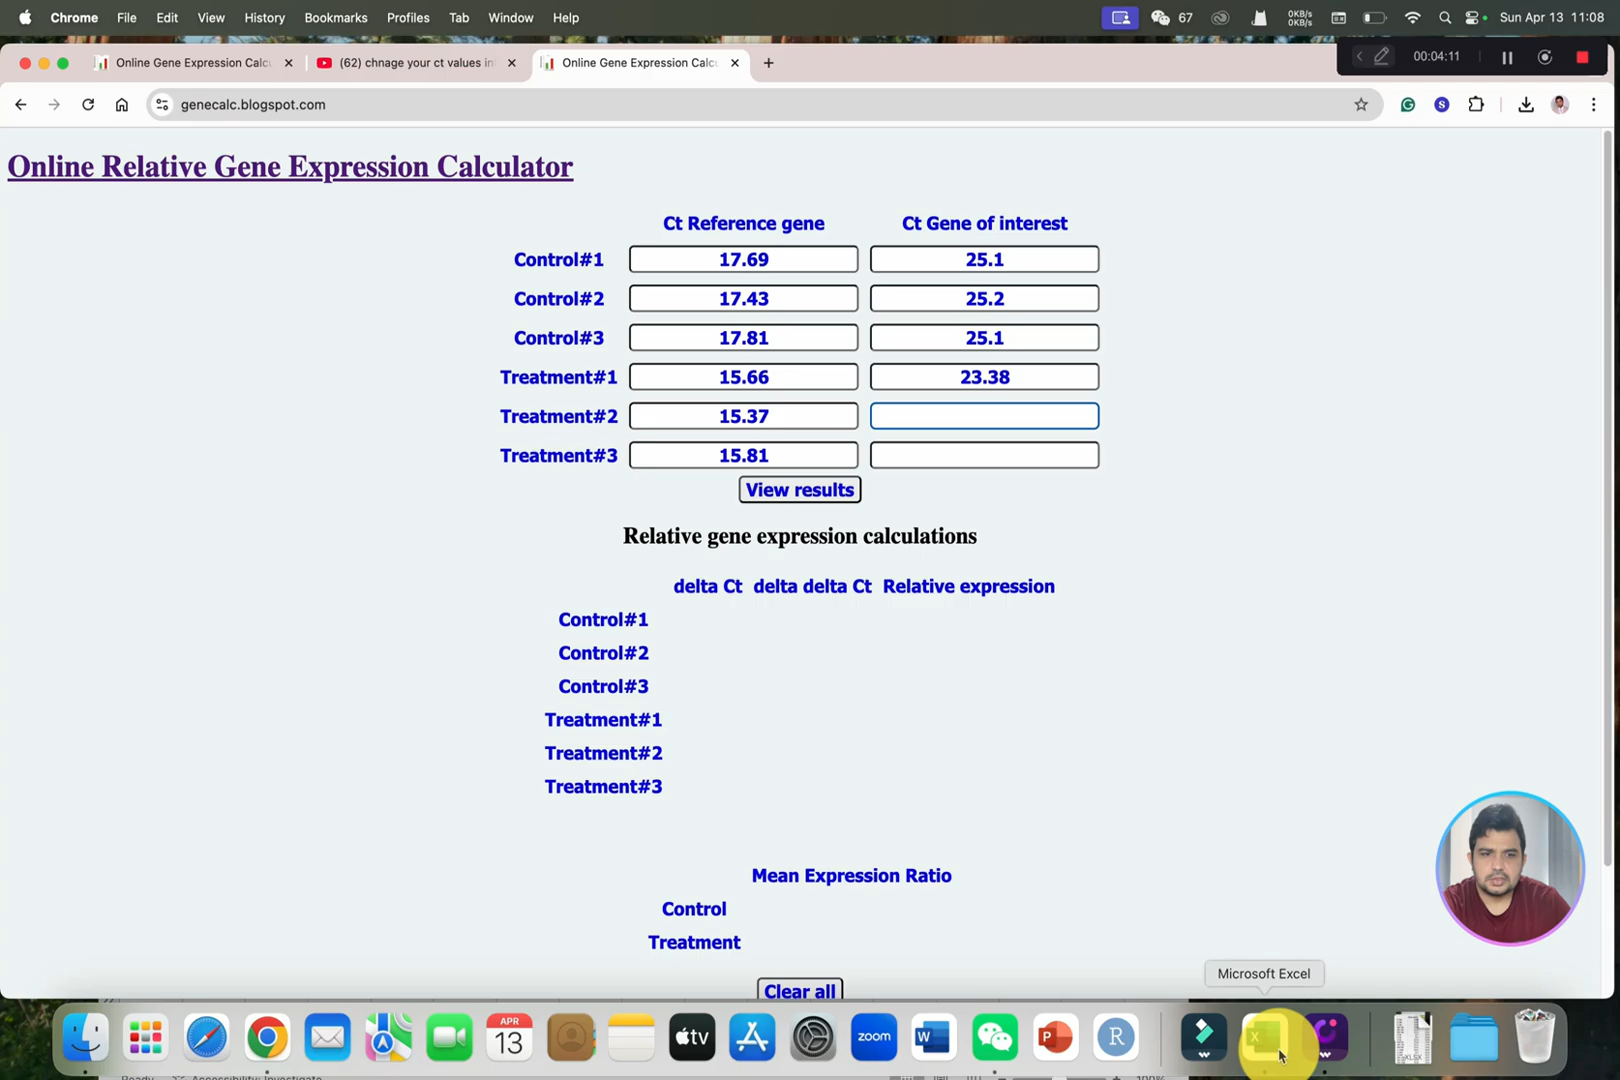 Chrome File Edit View History Bookmarks Profiles Tab Window Help 67 0KB/s 0KB/s Sun Apr 13 11:08
Online Gene Expression Calcu (62) chnage your ct values in Online Gene Expression Calcu 00:04:11
genecalc.blogspot.com
Online Relative Gene Expression Calculator
Ct Reference gene Ct Gene of interest
Control#1 17.69 25.1
Control#2 17.43 25.2
Control#3 17.81 25.1
Treatment#1 15.66 23.38
Treatment#2 15.37
Treatment#3 15.81
View results
Relative gene expression calculations
delta Ct delta delta Ct Relative expression
Control#1
Control#2
Control#3
Treatment#1
Treatment#2
Treatment#3
Mean Expression Ratio
Control
Treatment
Microsoft Excel
Clear all
APR
13
tv
zoom
W
P
R
X
XLSX